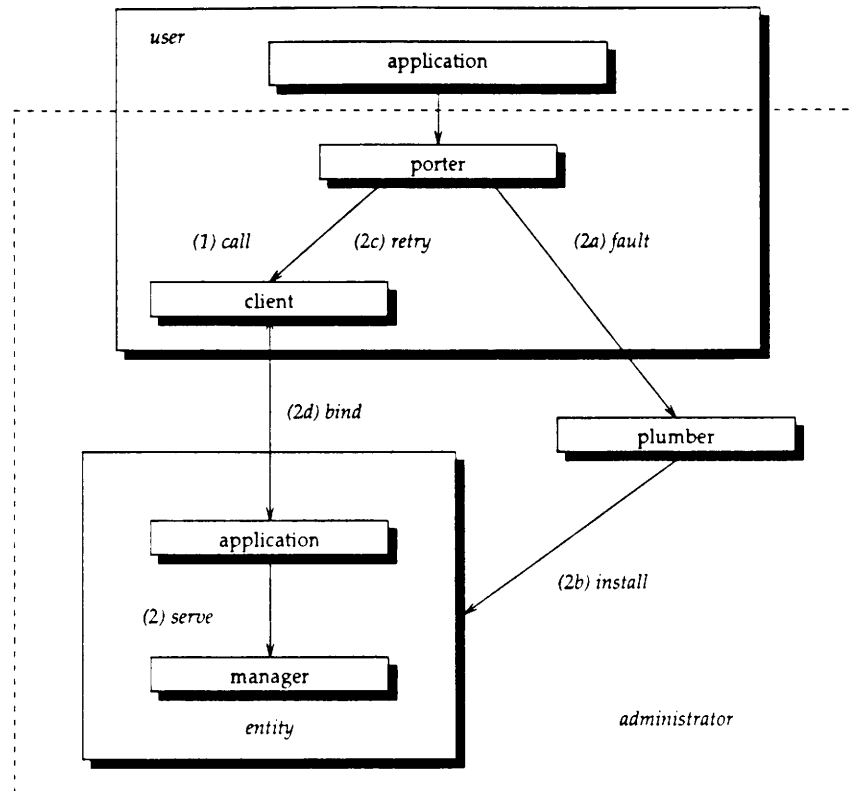 user
application
porter
(1) call
(2c) retry
(2a) fault
client
(2d) bind
plumber
application
(2b) install
(2) serve
manager
entity
administrator